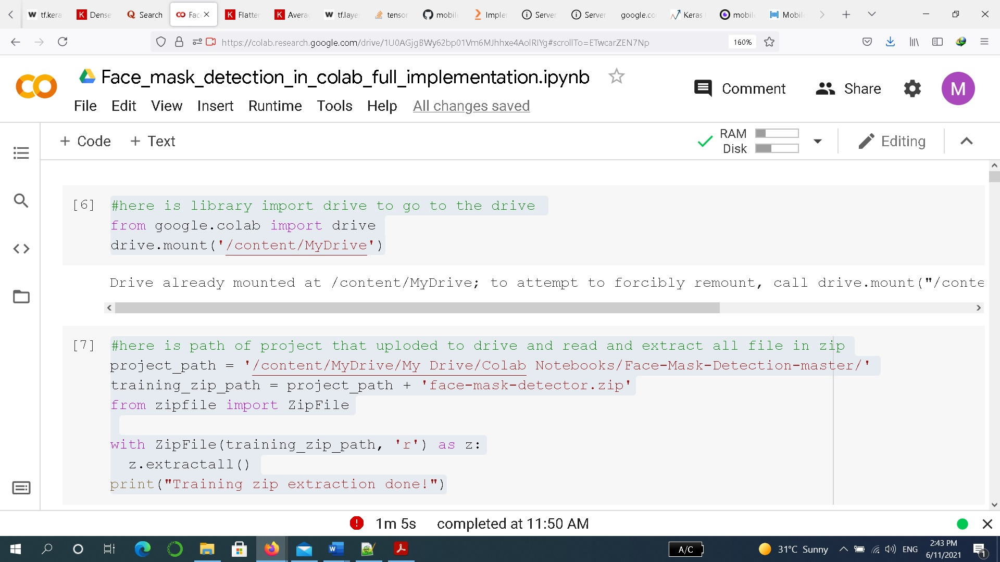 tf.kera
Dense
Search
Fac
Flatter
Avera
tf.laye
tensor
mobil
Impler
Server
Server
google.co
Keras
mobil
Mobil
https://colab.research.google.com/drive/1U0AGjgBWy62bp01Vm6MJhhxe4AolRIYg#scrollTo=ETwcarZEN7Np
160%
Face_mask_detection_in_colab_full_implementation.ipynb
Comment
Share
M
File Edit View Insert Runtime Tools Help All changes saved
+ Code + Text
RAM
Disk
Editing
[6] #here is library import drive to go to the drive
from google.colab import drive
drive.mount('/content/MyDrive')
Drive already mounted at /content/MyDrive; to attempt to forcibly remount, call drive.mount("/conte
[7] #here is path of project that uploded to drive and read and extract all file in zip
project_path = '/content/MyDrive/My Drive/Colab Notebooks/Face-Mask-Detection-master/'
training_zip_path = project_path + 'face-mask-detector.zip'
from zipfile import ZipFile
with ZipFile(training_zip_path, 'r') as z:
z.extractall()
print("Training zip extraction done!")
1m 5s completed at 11:50 AM
A/C
31°C Sunny
ENG
2:43 PM
6/11/2021
1